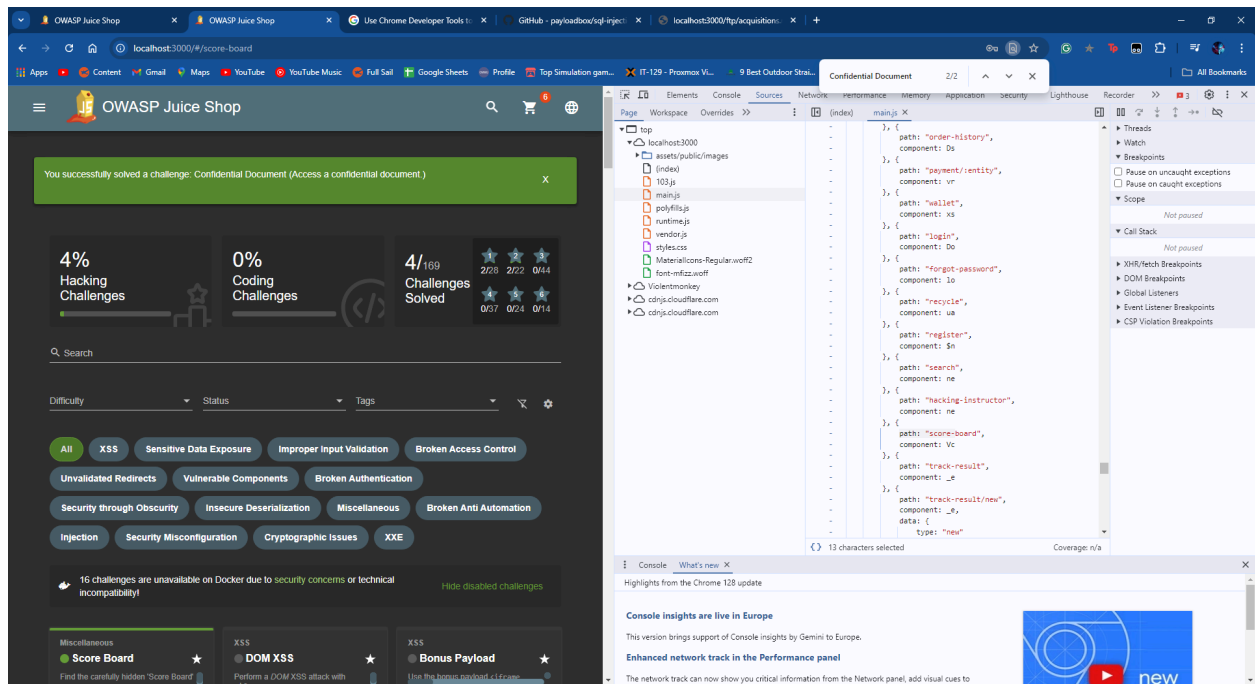 OWASP Juice Shop
OWASP Juice Shop
Use Chrome Developer Tools to
GitHub - payloadbox/sql-inject
localhost:3000/ftp/acquisitions.
localhost:3000/#/score-board
Apps
Content
Gmail
Maps
YouTube
YouTube Music
Full Sail
Google Sheets
Profile
Top Simulation gam...
IT-129 - Proxmox Vi...
9 Best Outdoor Strai...
Confidential Document 2/2
All Bookmarks
OWASP Juice Shop
6
You successfully solved a challenge: Confidential Document (Access a confidential document.)
X
4%
Hacking
Challenges
0%
Coding
Challenges
4/169
Challenges
Solved
1 2 3
2/28 2/22 0/44
4 5 6
0/37 0/24 0/14
Search
Difficulty
Status
Tags
All XSS Sensitive Data Exposure Improper Input Validation Broken Access Control
Unvalidated Redirects Vulnerable Components Broken Authentication
Security through Obscurity Insecure Deserialization Miscellaneous Broken Anti Automation
Injection Security Misconfiguration Cryptographic Issues XXE
16 challenges are unavailable on Docker due to security concerns or technical
incompatibility!
Hide disabled challenges
Miscellaneous
Score Board
Find the carefully hidden 'Score Board'
XSS
DOM XSS
Perform a DOM XSS attack with
XSS
Bonus Payload
Use the bonus payload <iframe
Elements Console Sources Network Performance Memory Application Security Lighthouse Recorder
3
Page Workspace Overrides
(index) main.js
top
localhost:3000
assets/public/images
(index)
103.js
main.js
polyfills.js
runtime.js
vendor.js
styles.css
MaterialIcons-Regular.woff2
font-mfizz.woff
Violentmonkey
cdnjs.cloudflare.com
cdnjs.cloudflare.com
}, {
path: "order-history",
component: Ds
}, {
path: "payment/:entity",
component: vr
}, {
path: "wallet",
component: xs
}, {
path: "login",
component: Do
}, {
path: "forgot-password",
component: lo
}, {
path: "recycle",
component: ua
}, {
path: "register",
component: $n
}, {
path: "search",
component: ne
}, {
path: "hacking-instructor",
component: ne
}, {
path: "score-board",
component: Vc
}, {
path: "track-result",
component: _e
}, {
path: "track-result/new",
component: _e,
data: {
type: "new"
{} 13 characters selected
Coverage: n/a
Threads
Watch
Breakpoints
Pause on uncaught exceptions
Pause on caught exceptions
Scope
Not paused
Call Stack
Not paused
XHR/fetch Breakpoints
DOM Breakpoints
Global Listeners
Event Listener Breakpoints
CSP Violation Breakpoints
Console What's new
Highlights from the Chrome 128 update
Console insights are live in Europe
This version brings support of Console insights by Gemini to Europe.
Enhanced network track in the Performance panel
The network track can now show you critical information from the Network panel, add visual cues to
new